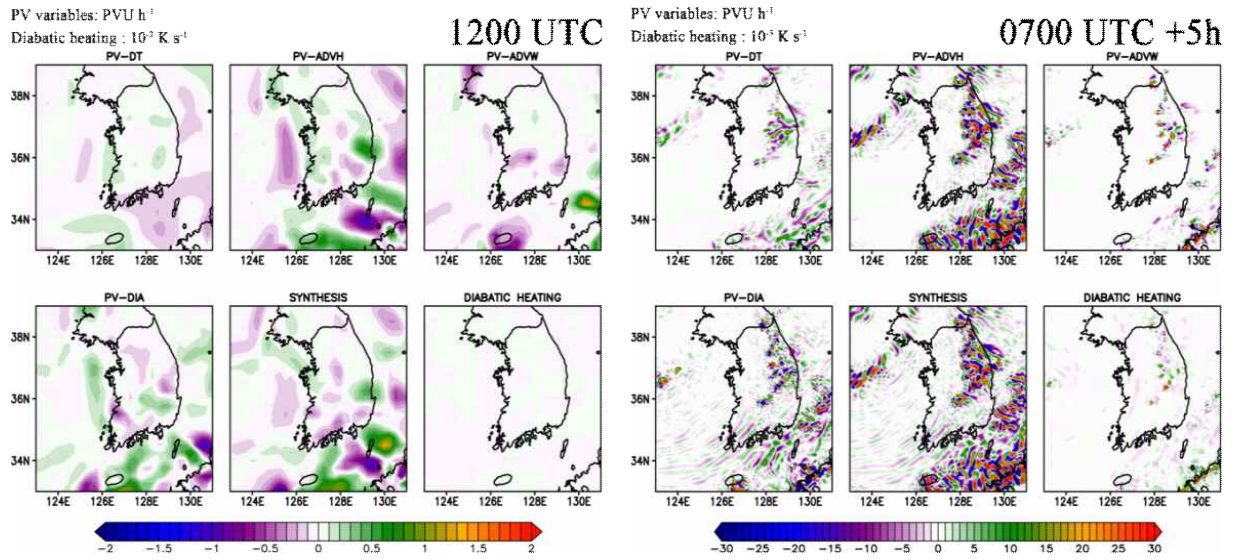 PV variables: PVU h⁻¹
Diabatic heating : 10⁻² K s⁻¹
1200 UTC
PV-DT PV-ADVH PV-ADVW
38N
36N
34N
124E 126E 128E 130E 124E 126E 128E 130E 124E 126E 128E 130E
PV-DIA SYNTHESIS DIABATIC HEATING
38N
36N
34N
124E 126E 128E 130E 124E 126E 128E 130E 124E 126E 128E 130E
-2 -1.5 -1 -0.5 0 0.5 1 1.5 2
PV variables: PVU h⁻¹
Diabatic heating : 10⁻³ K s⁻¹
0700 UTC +5h
PV-DT PV-ADVH PV-ADVW
38N
36N
34N
124E 126E 128E 130E 124E 126E 128E 130E 124E 126E 128E 130E
PV-DIA SYNTHESIS DIABATIC HEATING
38N
36N
34N
124E 126E 128E 130E 124E 126E 128E 130E 124E 126E 128E 130E
-30 -25 -20 -15 -10 -5 0 5 10 15 20 25 30